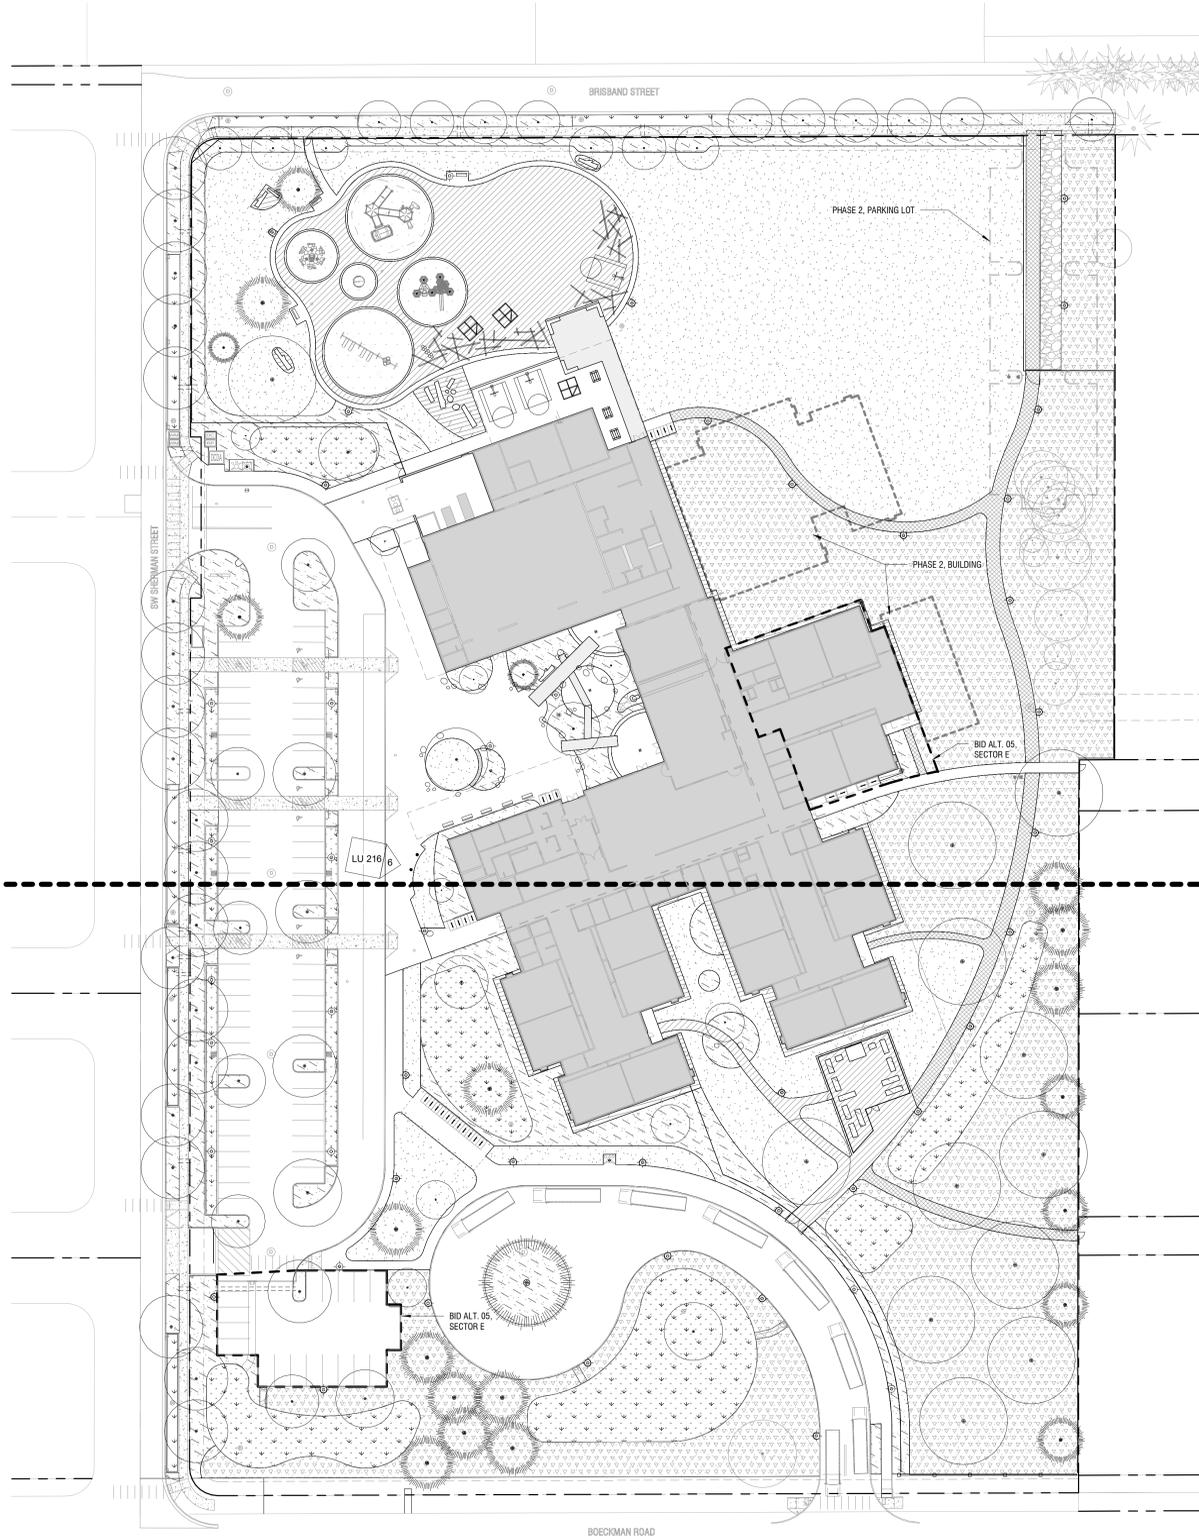 BRISBAND STREET
PHASE 2, PARKING LOT
SW SHERMAN STREET
PHASE 2, BUILDING
BID ALT. 05,
SECTOR E
LU 216
6
BID ALT. 05,
SECTOR E
BOECKMAN ROAD